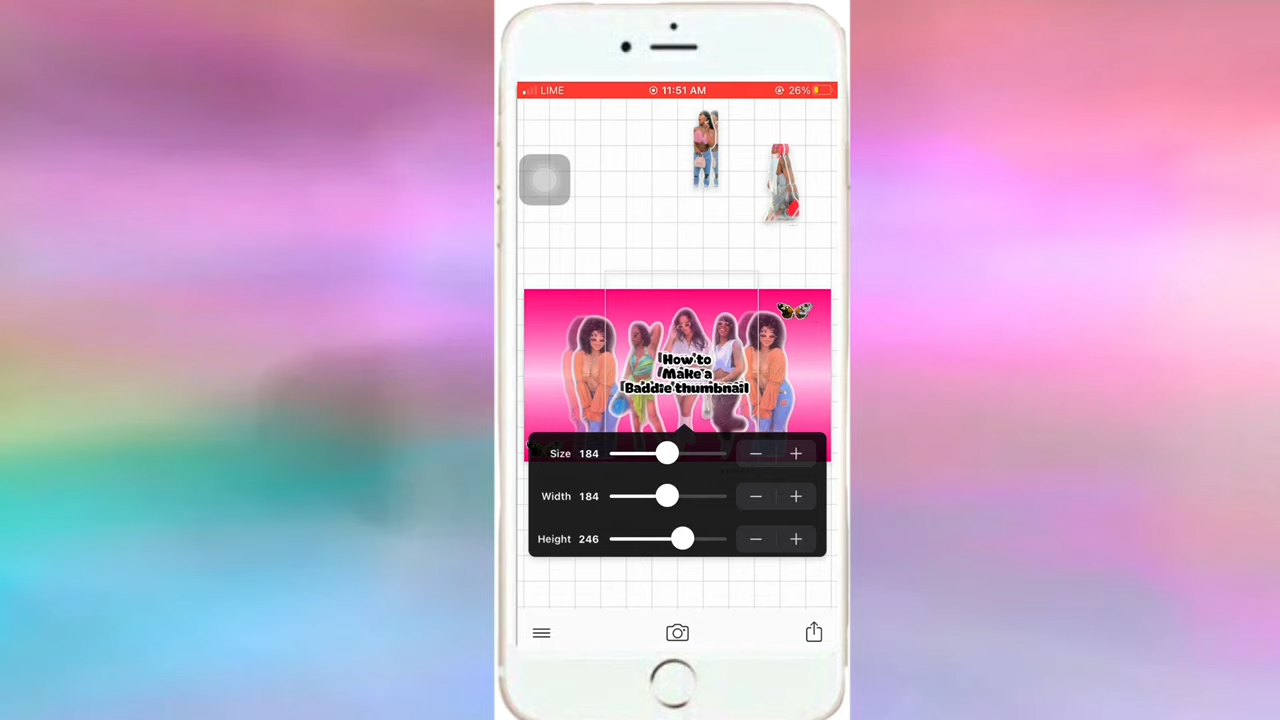 LIME 11:51 AM 26%
How to
Make a
Baddie thumbnail
Size 184
Width 184
Height 246